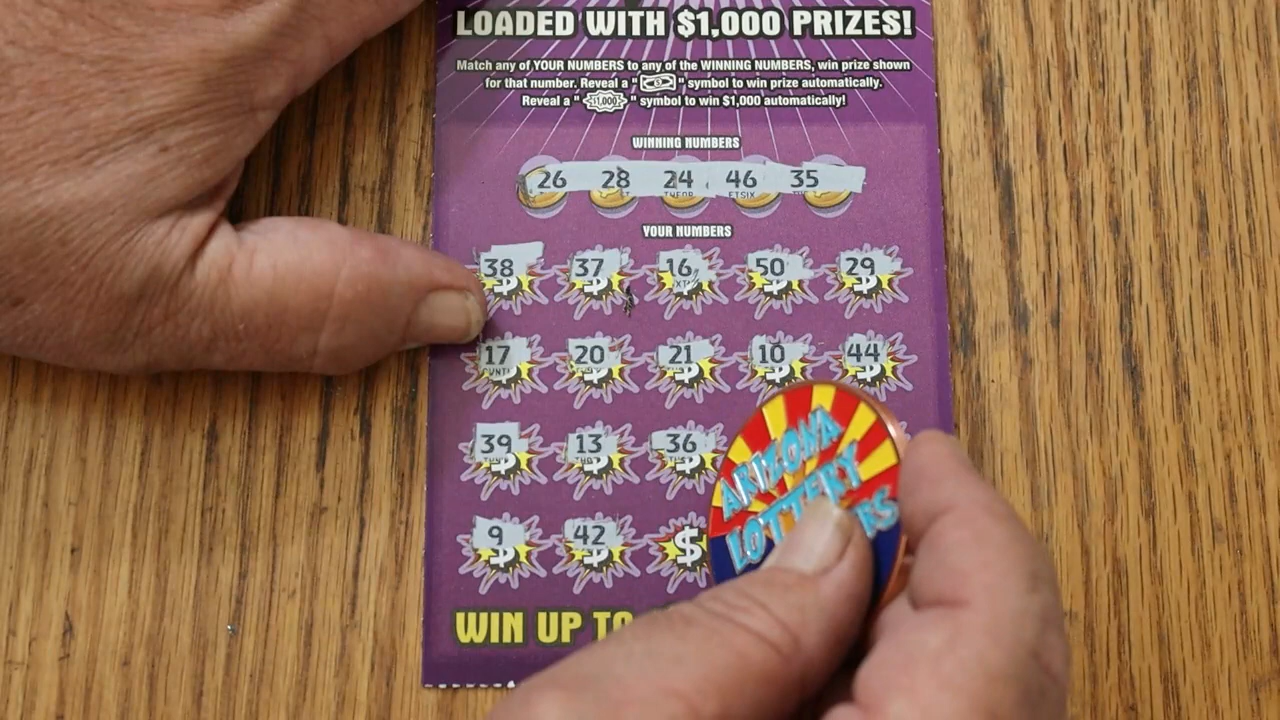 LOADED WITH $1,000 PRIZES!
Match any of YOUR NUMBERS to any of the WINNING NUMBERS, win prize shown
for that number. Reveal a " " symbol to win prize automatically.
Reveal a " $1,000 " symbol to win $1,000 automatically!
WINNING NUMBERS
26 28 24 46 35
YOUR NUMBERS
38 37 16 50 29
17 20 21 10 44
39 13 36
9 42 $
ARIZONA
LOTTERY
WIN UP TO